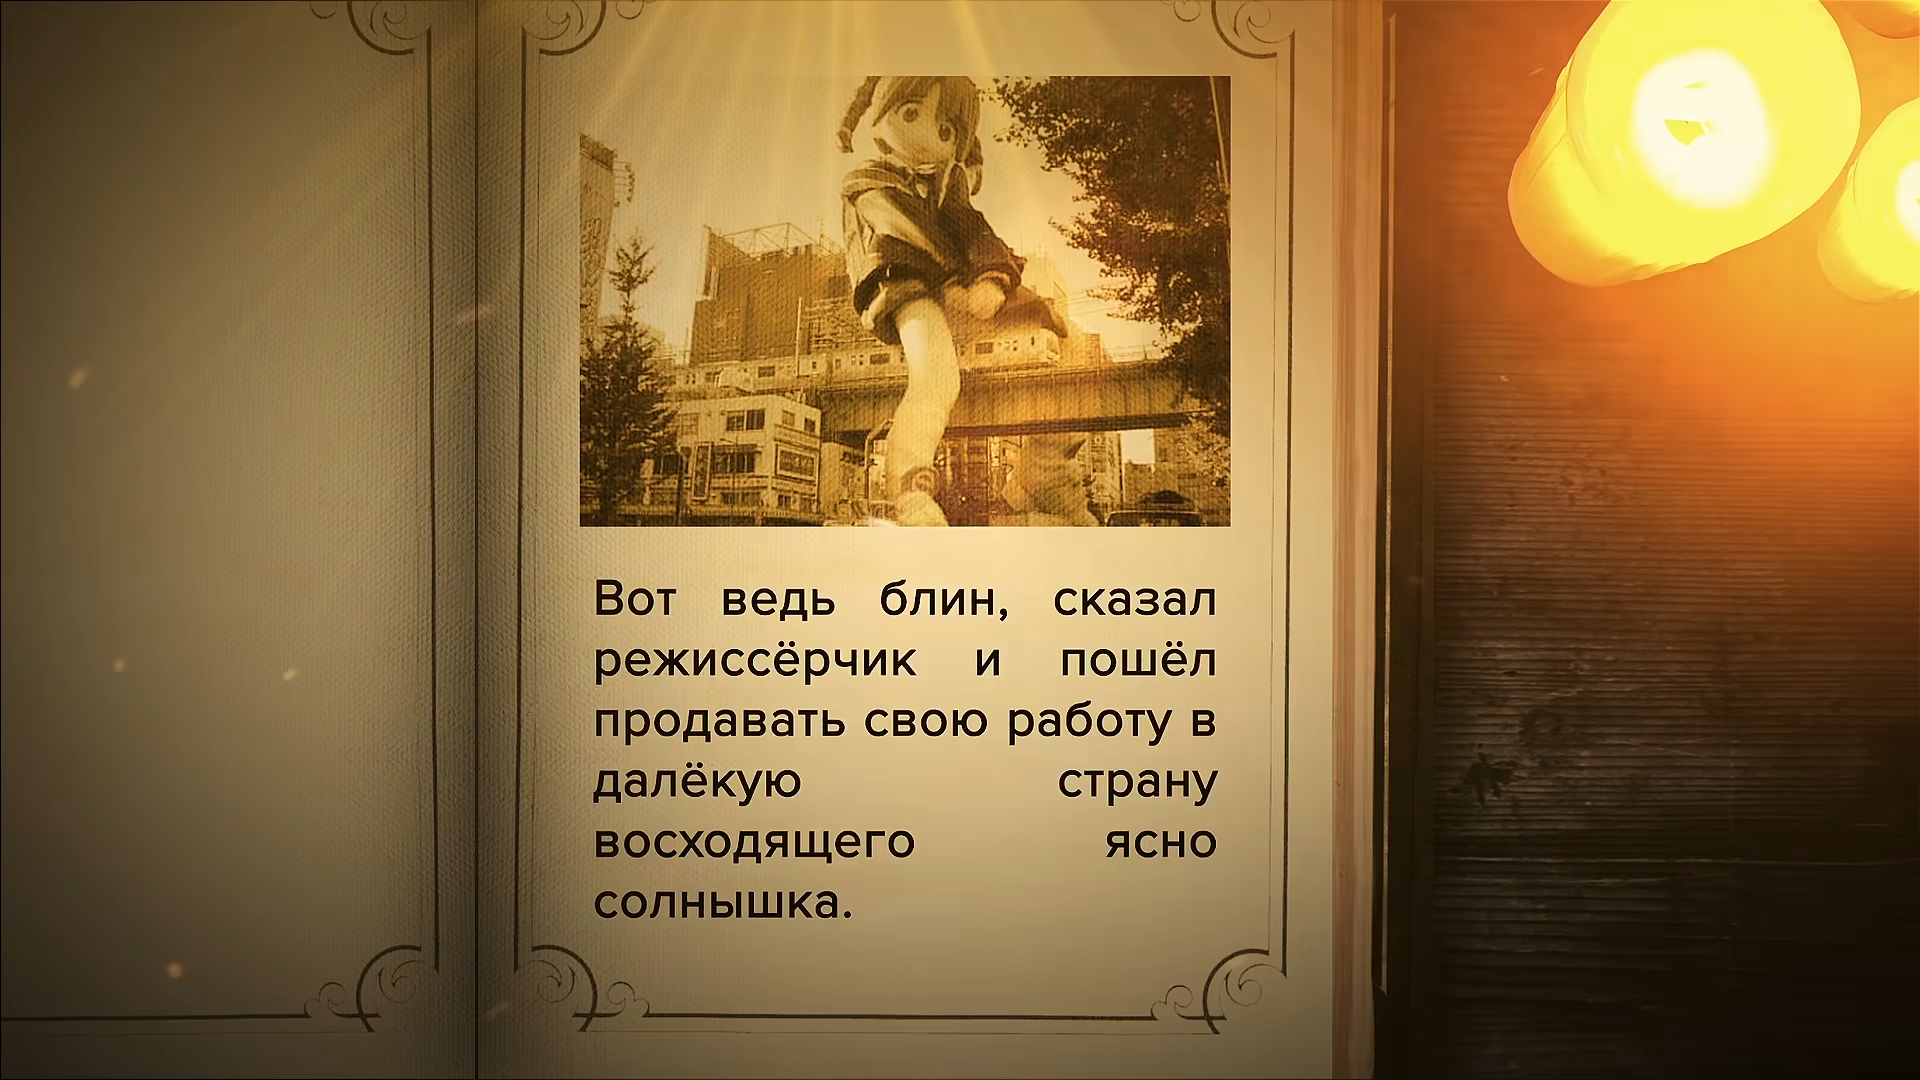 Вот ведь блин, сказал
режиссёрчик и пошёл
продавать свою работу в
далёкую страну
восходящего ясно
солнышка.